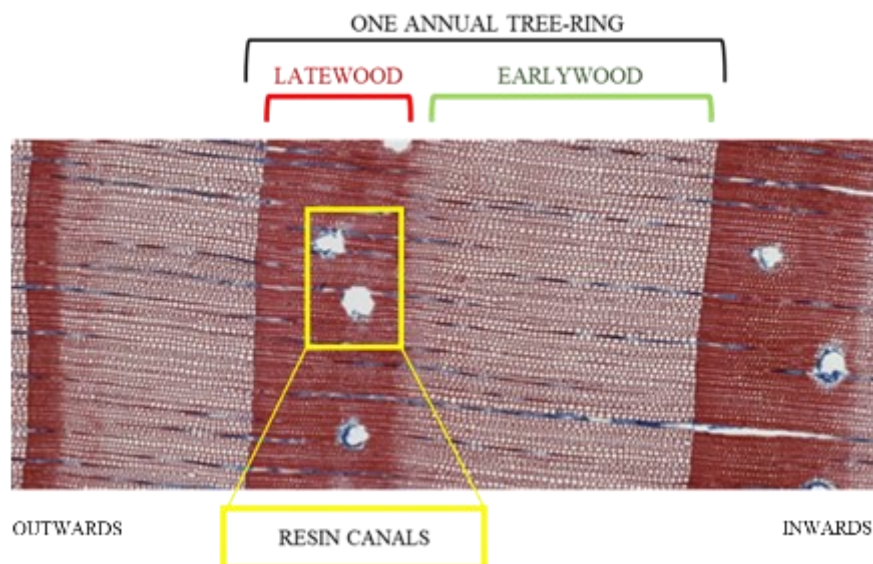 ONE ANNUAL TREE-RING
LATEWOOD EARLYWOOD
OUTWARDS INWARDS
RESIN CANALS